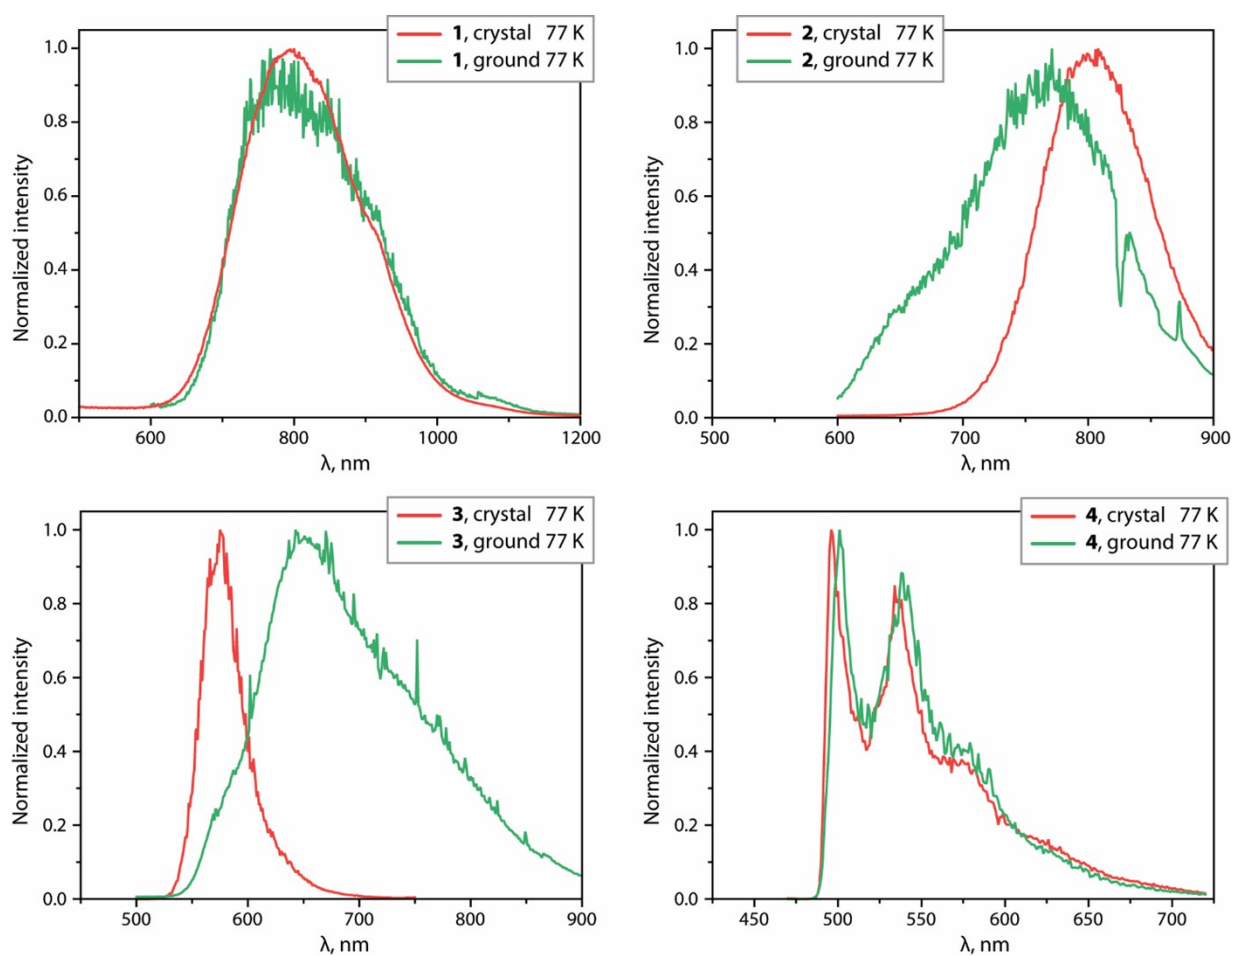 1, crystal 77 K
1, ground 77 K
1.0
0.8
0.6
0.4
0.2
0.0
Normalized intensity
600 800 1000 1200
λ, nm
2, crystal 77 K
2, ground 77 K
1.0
0.8
0.6
0.4
0.2
0.0
Normalized intensity
500 600 700 800 900
λ, nm
3, crystal 77 K
3, ground 77 K
1.0
0.8
0.6
0.4
0.2
0.0
Normalized intensity
500 600 700 800 900
λ, nm
4, crystal 77 K
4, ground 77 K
1.0
0.8
0.6
0.4
0.2
0.0
Normalized intensity
450 500 550 600 650 700
λ, nm